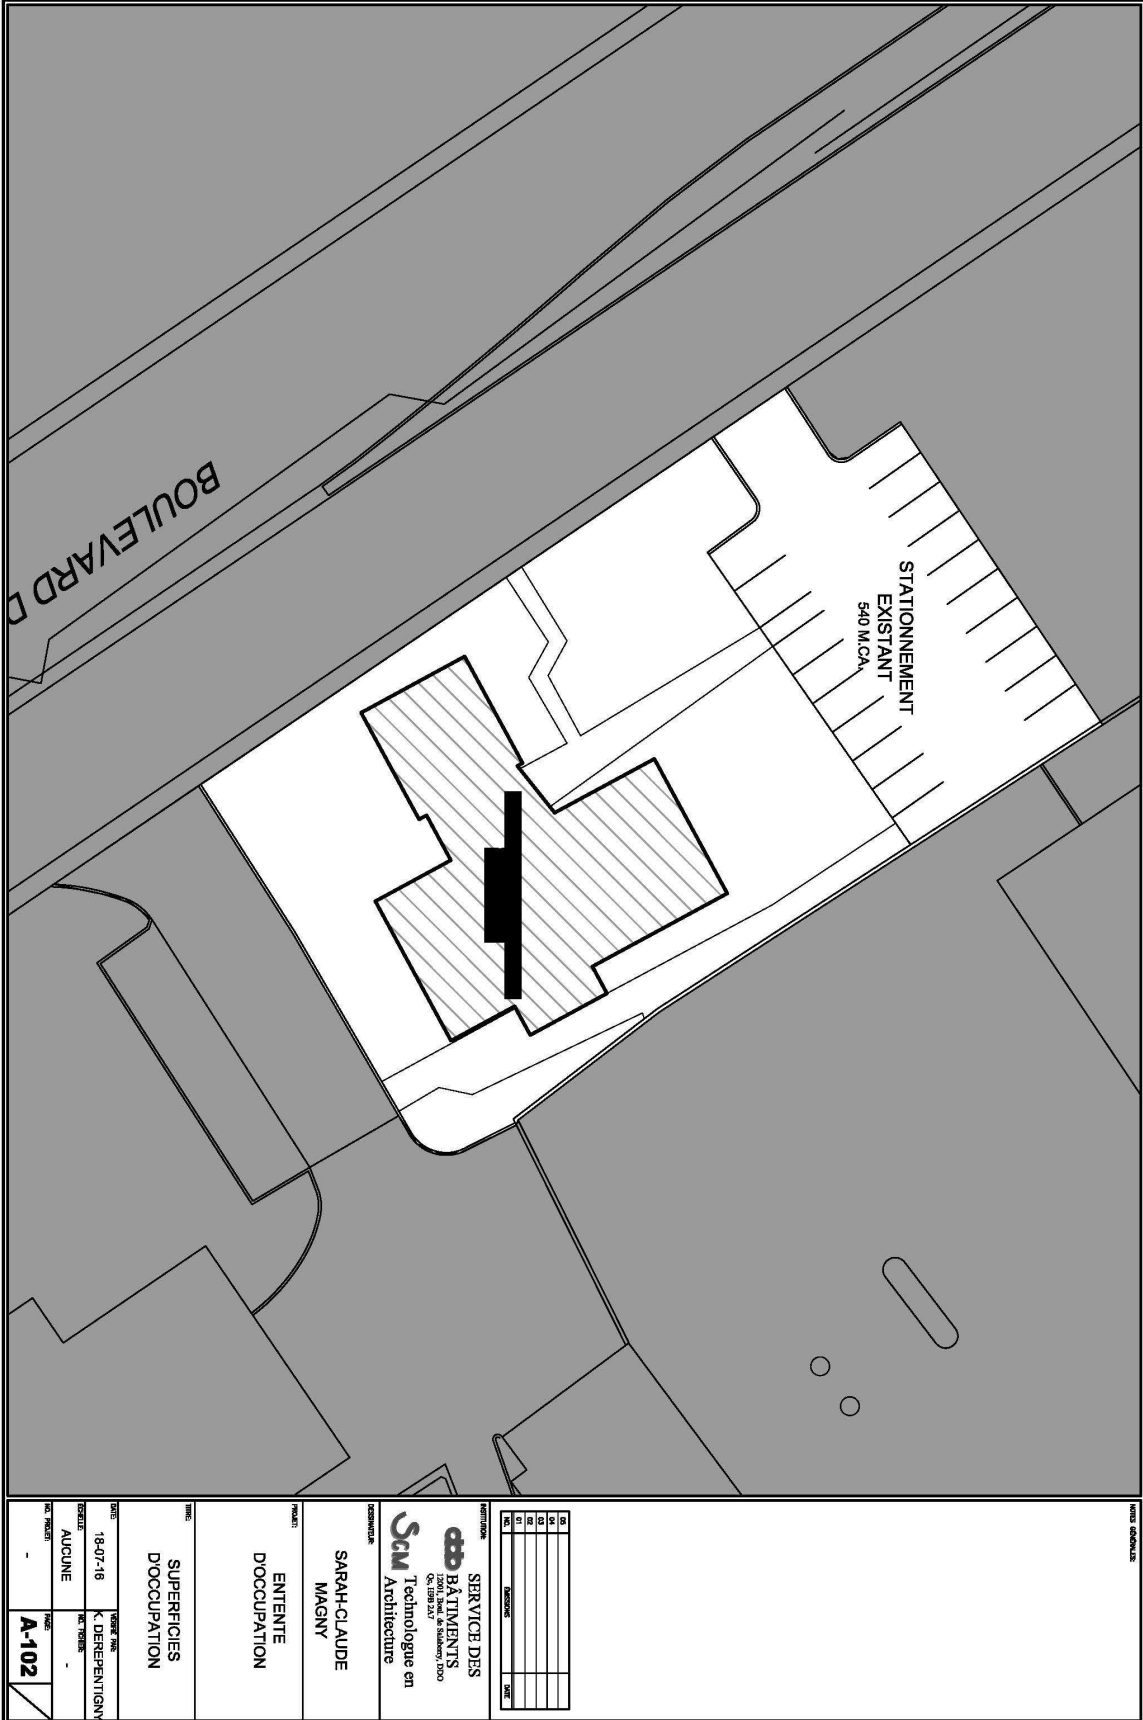 BOULEVARD D
STATIONNEMENT
EXISTANT
540 M.CA.
NOTES GÉNÉRALES:
05
04
03
02
01
NO. ÉMISSIONS DATE
INSTITUTION:
SERVICE DES
BÂTIMENTS
12001, Boul. de Salaberry, DDO
Qc, H9B 2A7
SCM Technologue en
Architecture
DESSINATEUR:
SARAH-CLAUDE
MAGNY
PROJET:
ENTENTE
D'OCCUPATION
TITRE:
SUPERFICIES
D'OCCUPATION
DATE: VÉRIFIÉ PAR:
18-07-16 K. DEREPENTIGNY
ÉCHELLE: NO. FICHIER:
AUCUNE -
NO. PROJET: PAGE:
- A-102